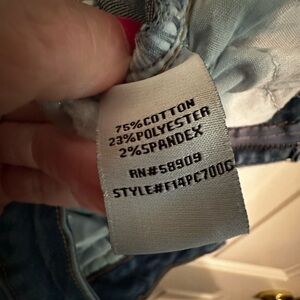 75%COTTON
23%POLYESTER
2%SPANDEX
RN#58909
STYLE#F14PC700G